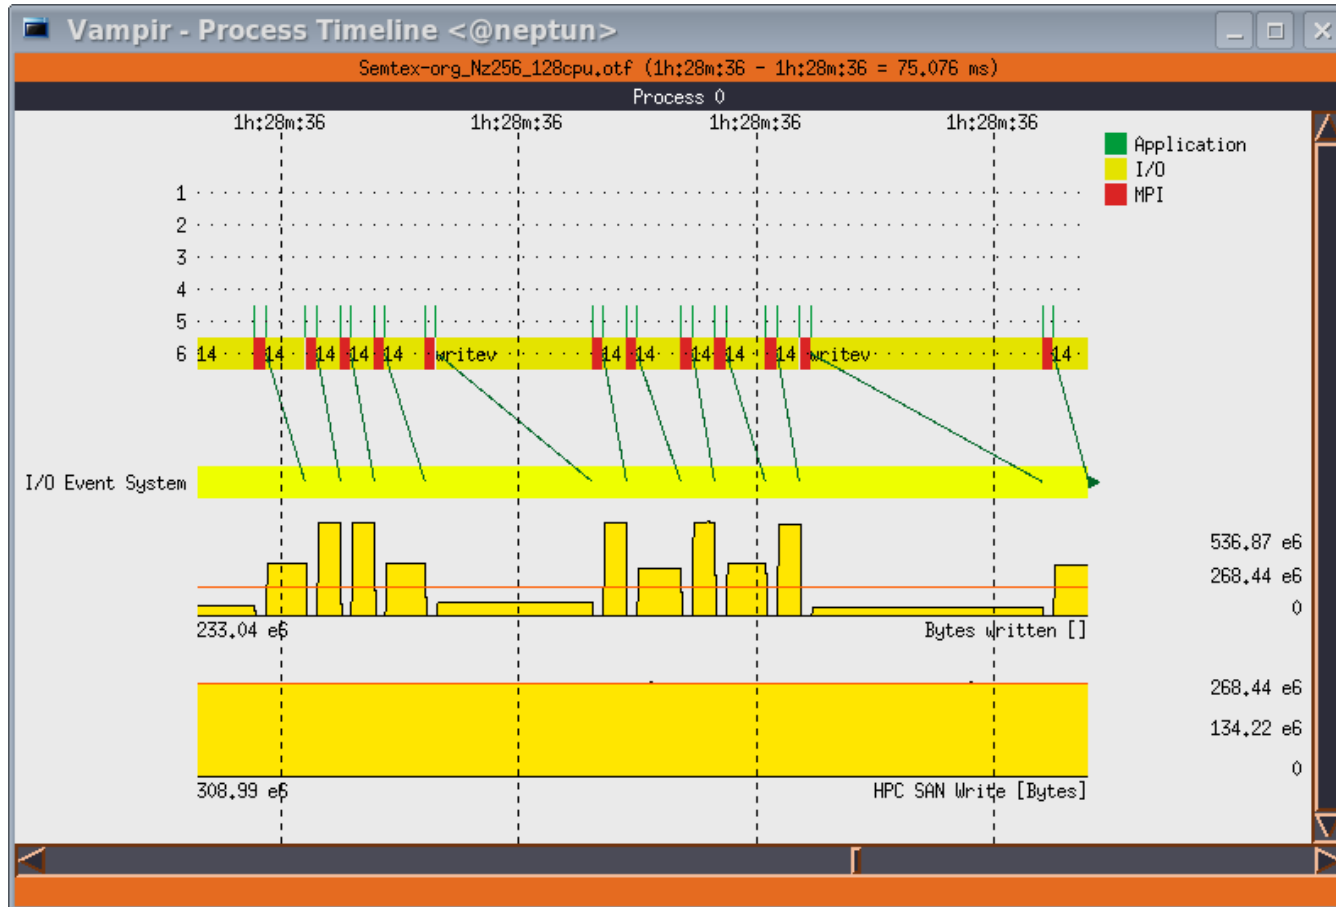 Vampir - Process Timeline <@neptun>
Semtex-org_Nz256_128cpu.otf (1h:28m:36 - 1h:28m:36 = 75.076 ms)
Process 0
1h:28m:36 1h:28m:36 1h:28m:36 1h:28m:36
Application
I/O
MPI
1
2
3
4
5
6 14 14 14 14 14 writev 14 14 14 14 14 writev 14
I/O Event System
536.87 e6
268.44 e6
0
233.04 e6 Bytes written []
268.44 e6
134.22 e6
0
308.99 e6 HPC SAN Write [Bytes]